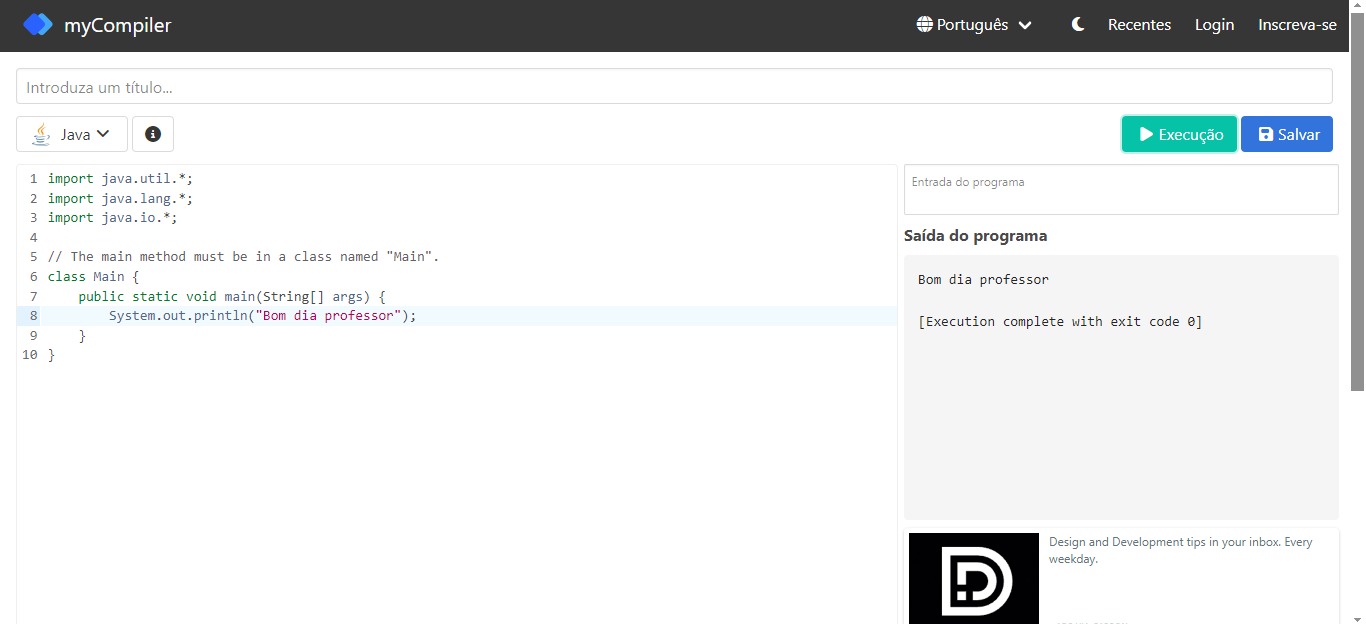 myCompiler
Português
Recentes
Login
Inscreva-se
Introduza um título...
Java
Execução
Salvar
1 import java.util.*;
2 import java.lang.*;
3 import java.io.*;
4
5 // The main method must be in a class named "Main".
6 class Main {
7     public static void main(String[] args) {
8         System.out.println("Bom dia professor");
9     }
10 }
Entrada do programa
Saída do programa
Bom dia professor
[Execution complete with exit code 0]
Design and Development tips in your inbox. Every
weekday.